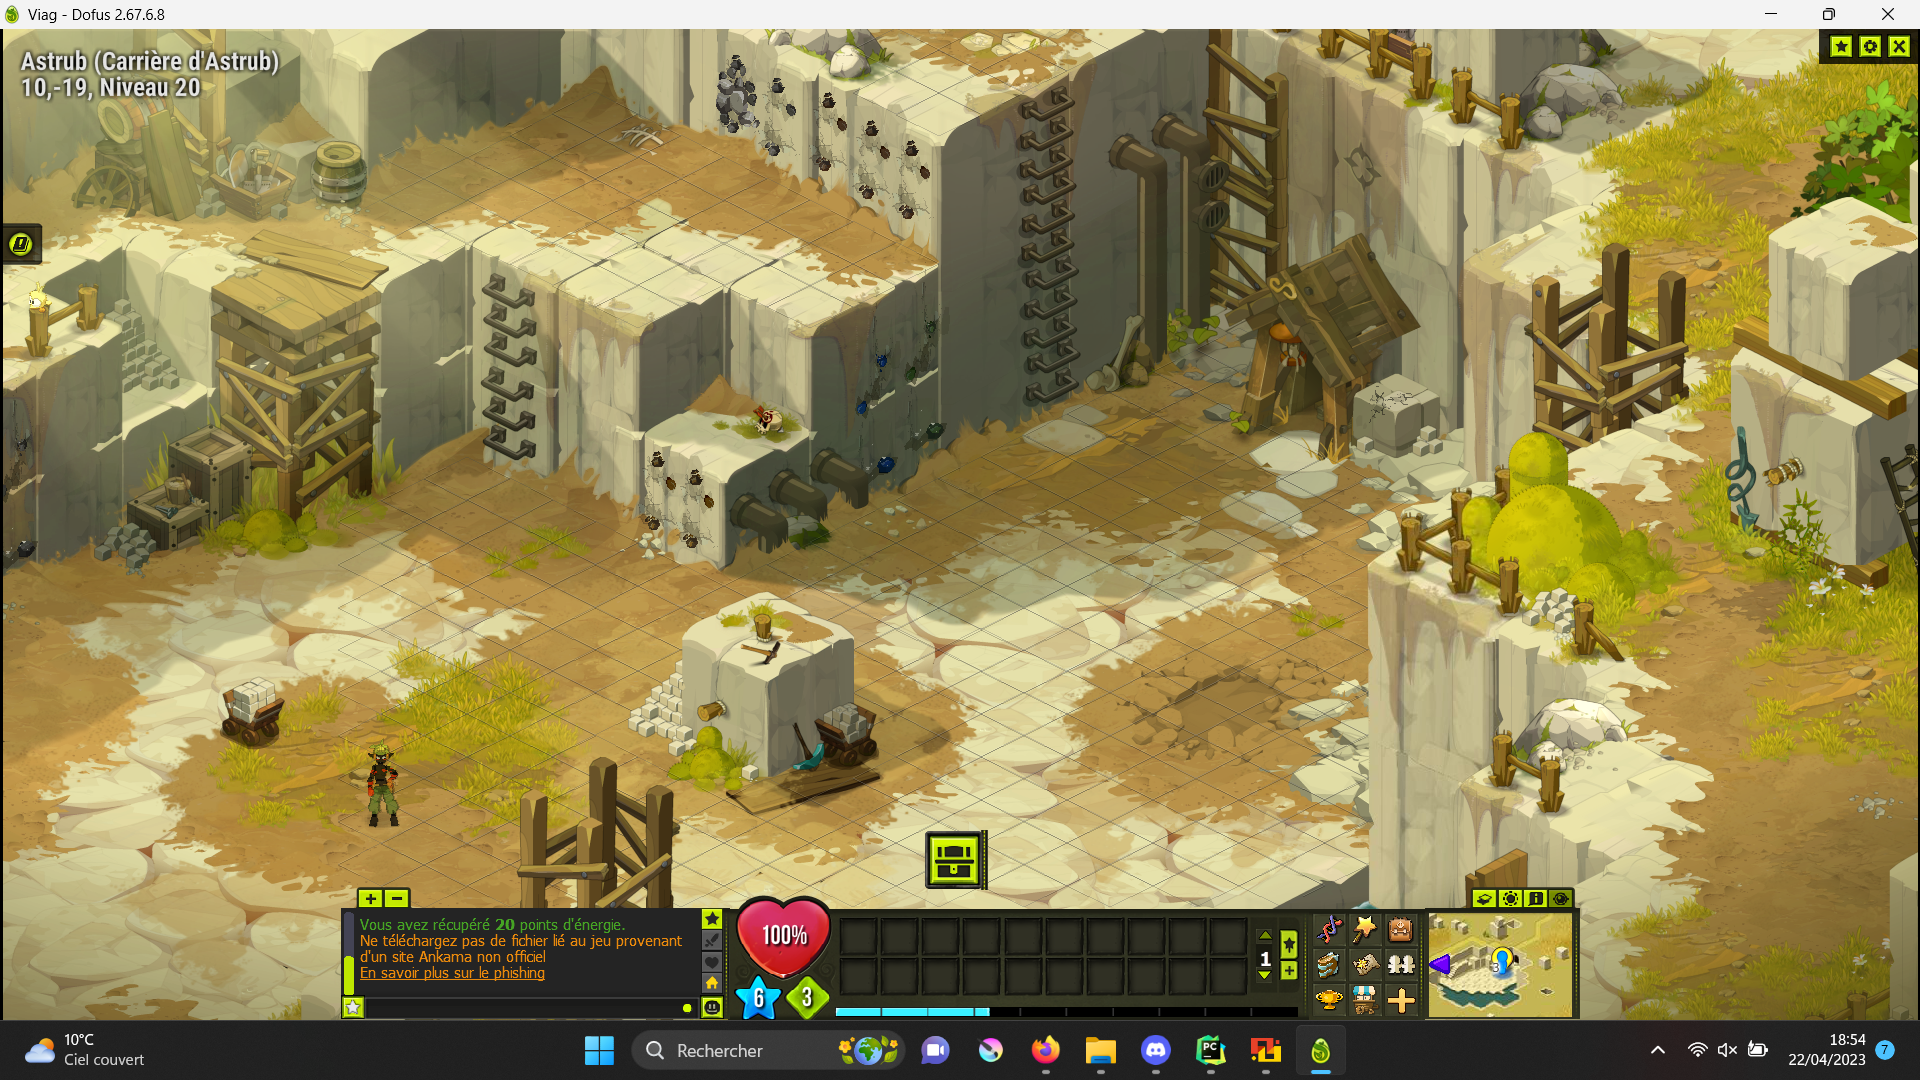 Viag - Dofus 2.67.6.8
Astrub (Carrière d'Astrub)
10,-19, Niveau 20
Vous avez récupéré 20 points d'énergie.
Ne téléchargez pas de fichier lié au jeu provenant
d'un site Ankama non officiel
En savoir plus sur le phishing
100%
6
3
1
3
10°C
Ciel couvert
Rechercher
PC
18:54
22/04/2023
7